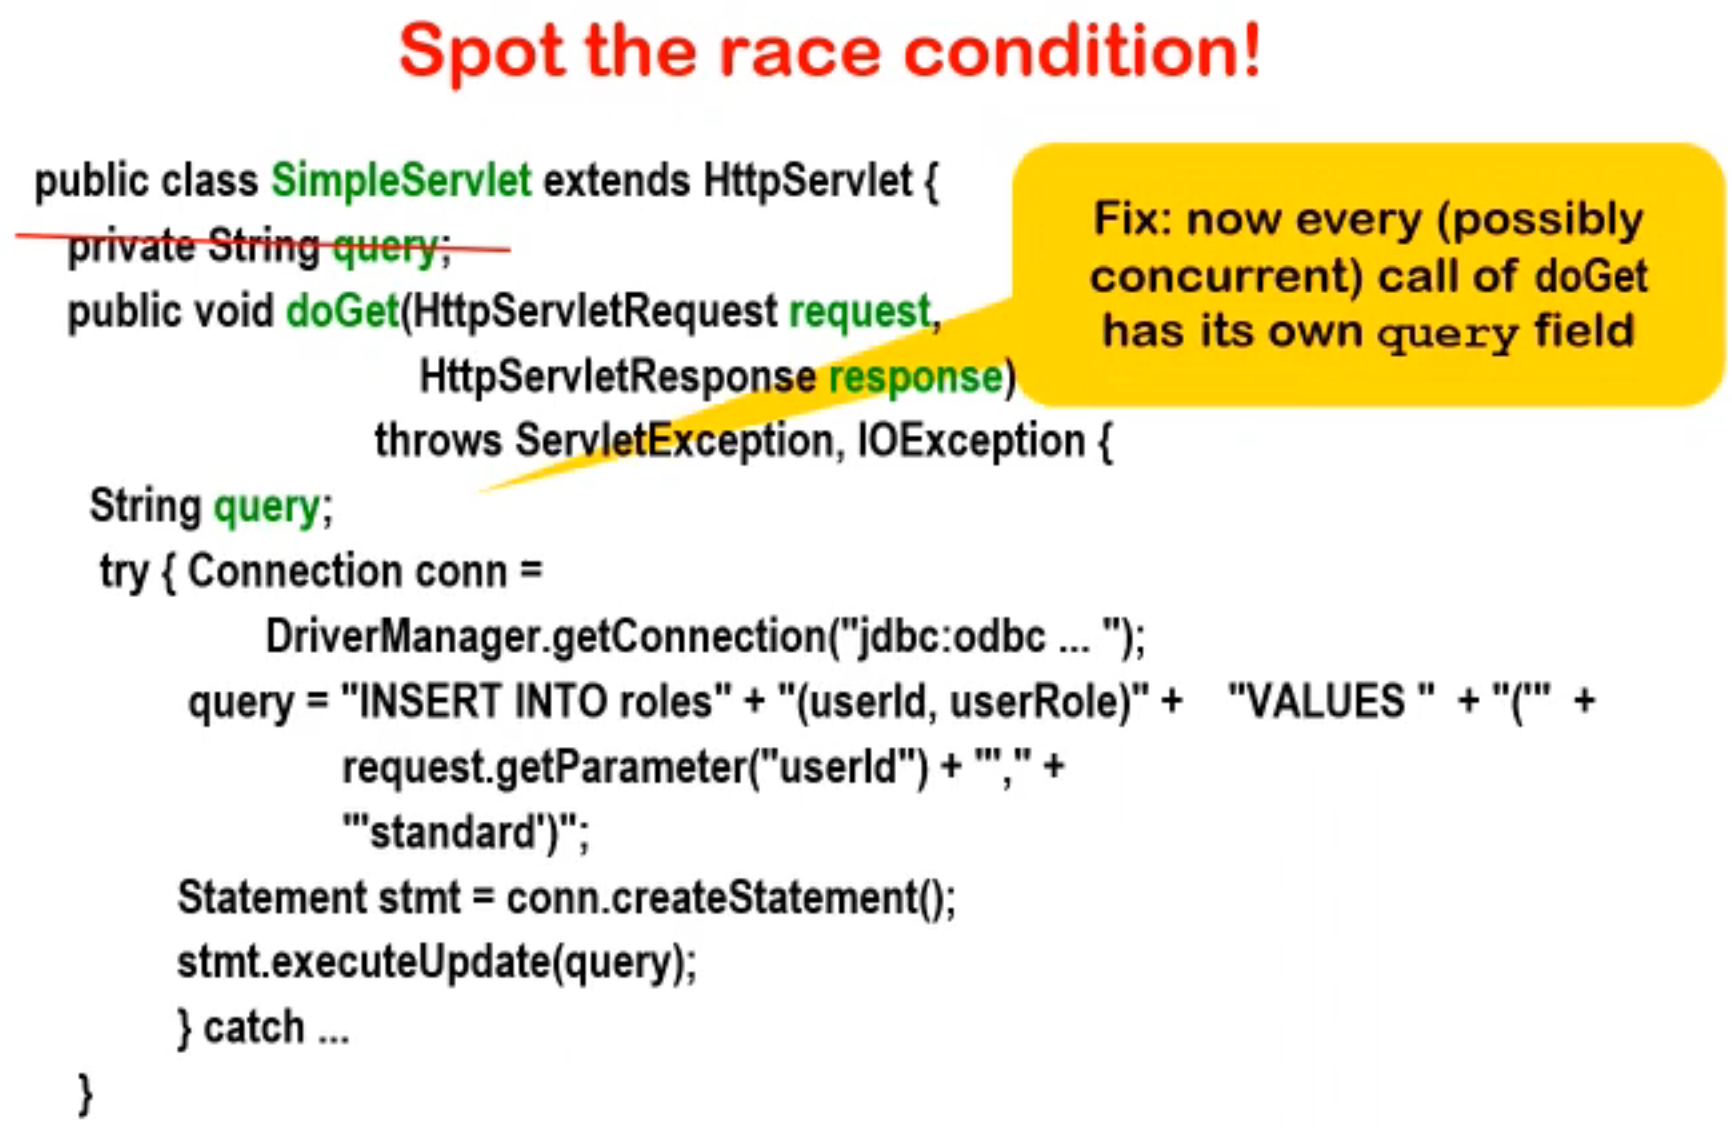 Spot the race condition!
public class SimpleServlet extends HttpServlet {
private String query;
public void doGet(HttpServletRequest request,
HttpServletResponse response)
throws ServletException, IOException {
Fix: now every (possibly
concurrent) call of doGet
has its own query field
String query;
try { Connection conn =
DriverManager.getConnection("jdbc:odbc ... ");
query = "INSERT INTO roles" + "(userId, userRole)" + "VALUES " + "('" +
request.getParameter("userId") + "'," +
"'standard')";
Statement stmt = conn.createStatement();
stmt.executeUpdate(query);
} catch ...
}